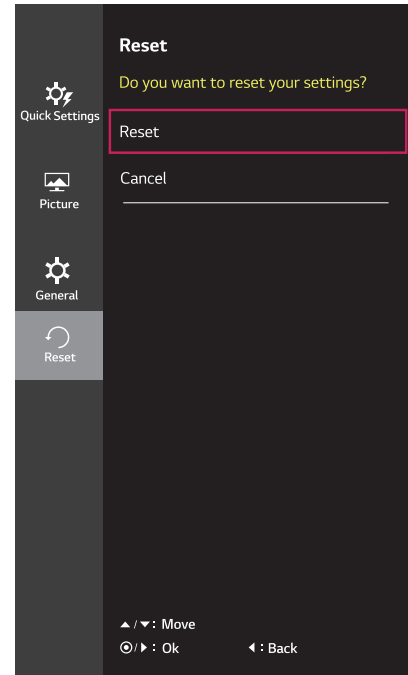 Reset
Do you want to reset your settings?
Quick Settings
Reset
Cancel
Picture
General
Reset
▲/▼: Move
⦿/▶ : Ok ◀ : Back